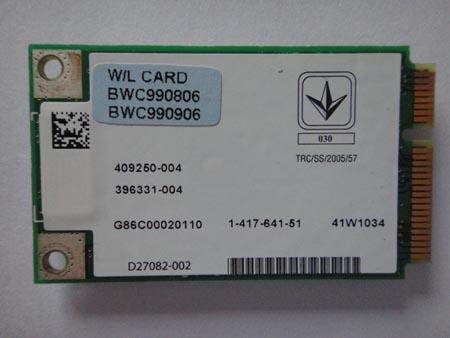 W/L CARD
BWC990806
BWC990906
030
TRC/SS/2005/57
409250-004
396331-004
G86C00020110 1-417-641-51 41W1034
D27082-002